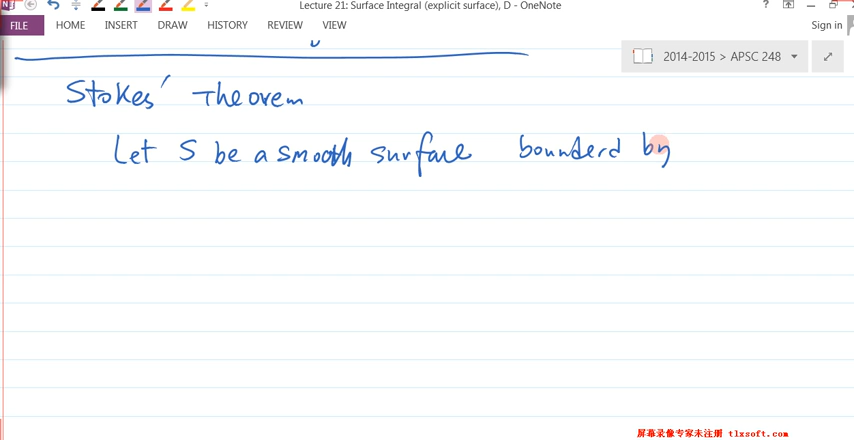 Lecture 21: Surface Integral (explicit surface), D - OneNote
? 
FILE HOME INSERT DRAW HISTORY REVIEW VIEW Sign in
2014-2015 > APSC 248
Stokes' Theorem
Let S be a smooth surface bounderd by
屏幕录像专家未注册 tlxsoft.com